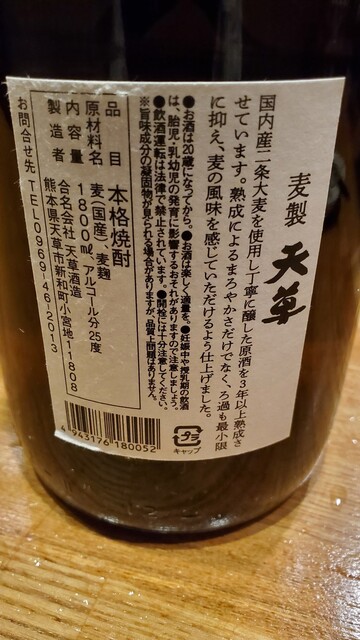 麦製 天草
国内産二条大麦を使用し丁寧に醸した原酒を3年以上熟成さ
せています。熟成によるまろやかさだけでなく、ろ過も最小限
に抑え、麦の風味を感じていただけるよう仕上げました。
●お酒は20歳になってから。●お酒は楽しく適量を。●妊娠中や授乳期の飲酒
は、胎児・乳幼児の発育に影響するおそれがありますので注意しましょう。
●飲酒運転は法律で禁止されています。●開栓には十分注意してください。
※旨味成分の凝固物が見られる場合がありますが、品質上問題はありません。
品目 本格焼酎
原材料名 麦(国産)、麦麹
内容量 1800㎖、アルコール分25度
製造者 合名会社 天草酒造
熊本県天草市新和町小宮地11808
お問合せ先 TEL0969-46-2013
4 943176 180052
カラ
キャップ